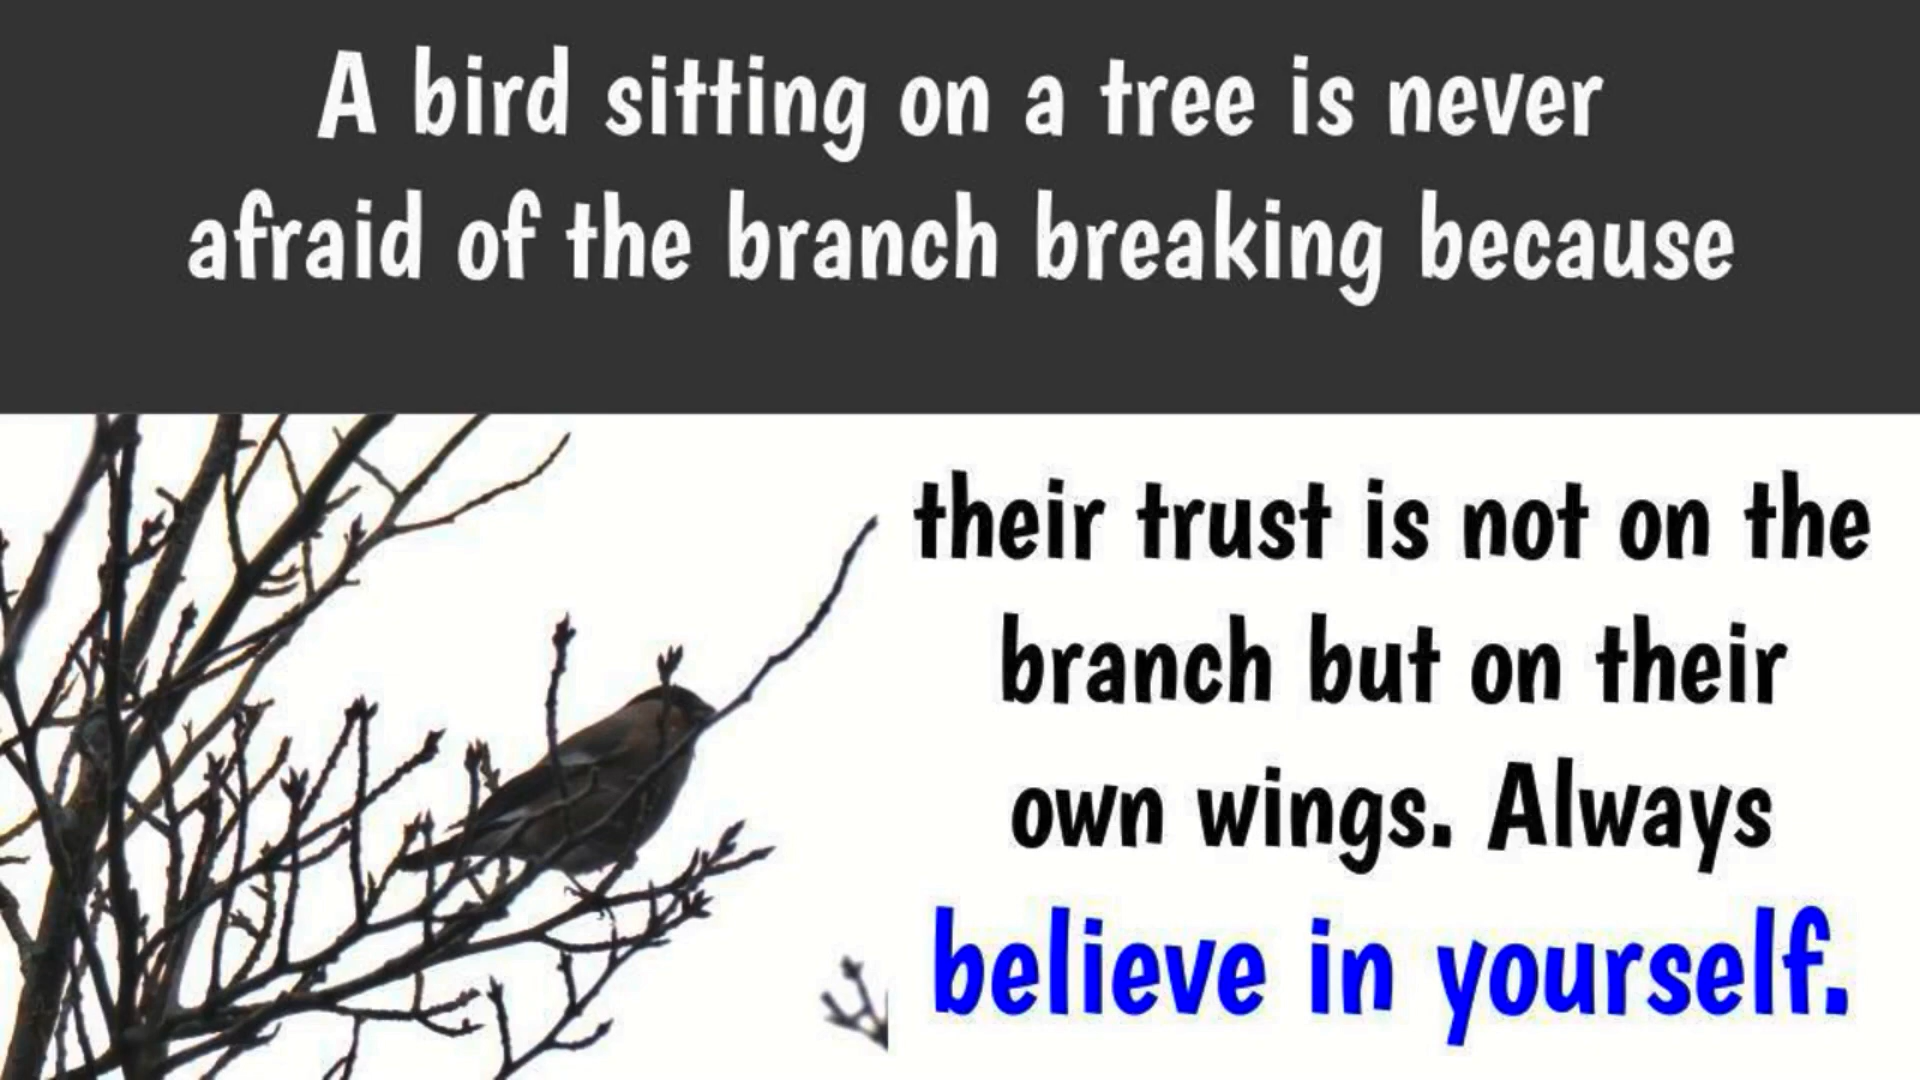 A bird sitting on a tree is never
afraid of the branch breaking because
their trust is not on the
branch but on their
own wings. Always
believe in yourself.